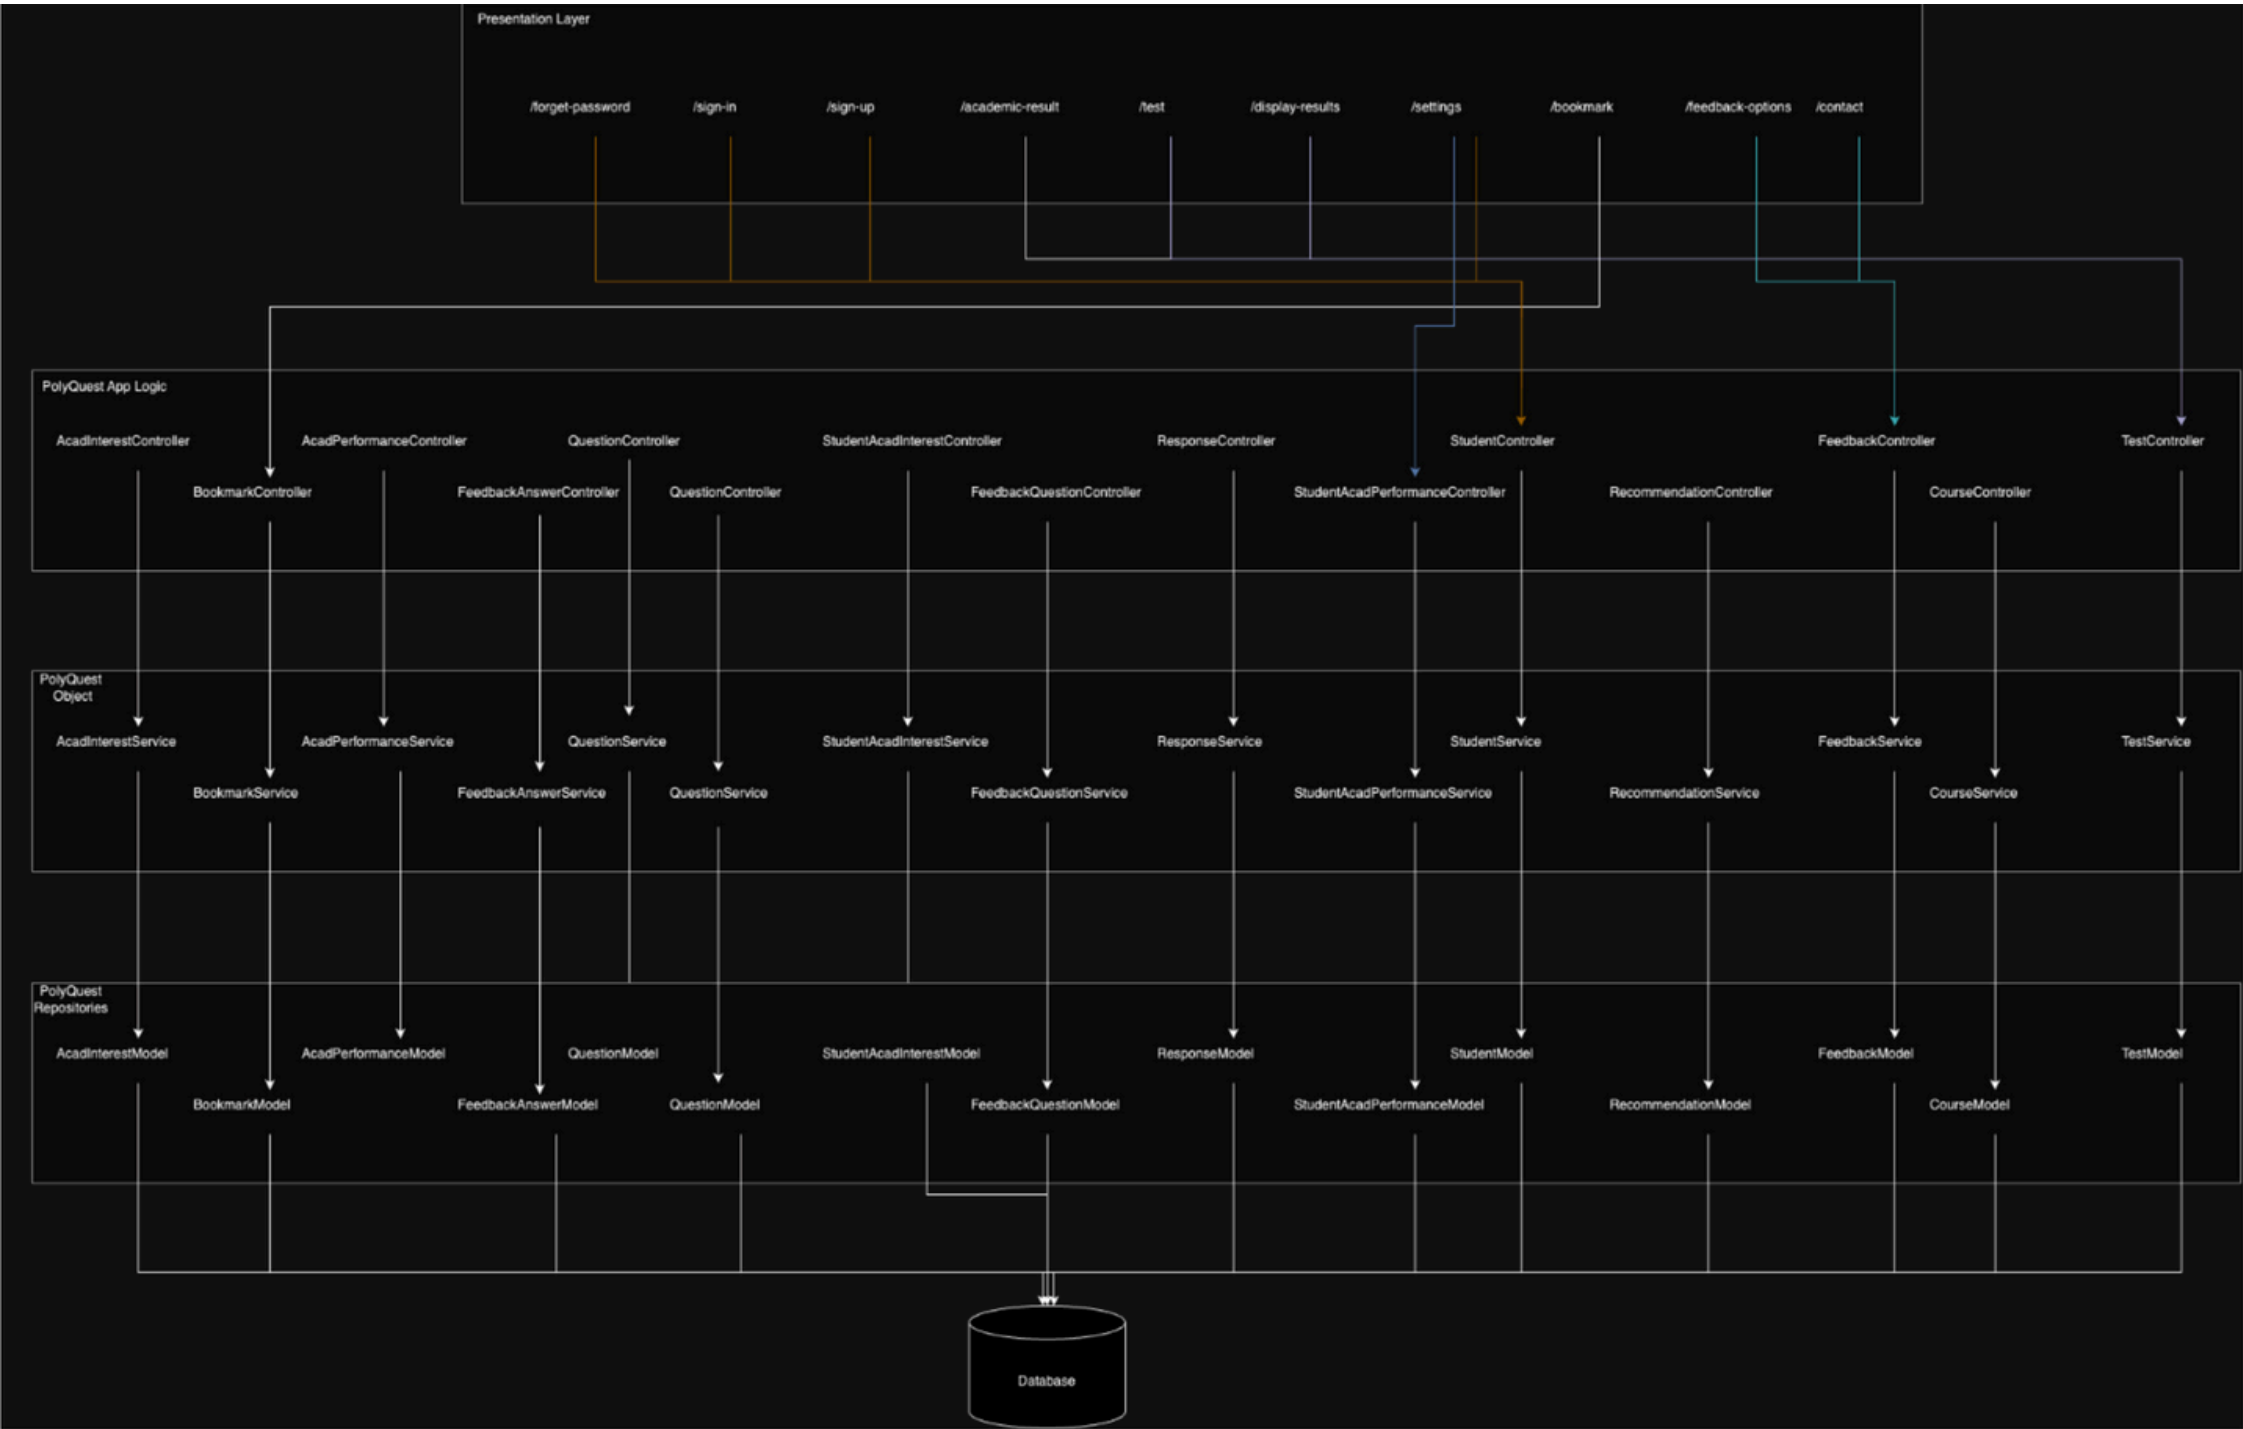 Presentation Layer
/forget-password /sign-in /sign-up /academic-result /test /display-results /settings /bookmark /feedback-options /contact
PolyQuest App Logic
AcadInterestController AcadPerformanceController QuestionController StudentAcadInterestController ResponseController StudentController FeedbackController TestController
BookmarkController FeedbackAnswerController QuestionController FeedbackQuestionController StudentAcadPerformanceController RecommendationController CourseController
PolyQuest
Object
AcadInterestService AcadPerformanceService QuestionService StudentAcadInterestService ResponseService StudentService FeedbackService TestService
BookmarkService FeedbackAnswerService QuestionService FeedbackQuestionService StudentAcadPerformanceService RecommendationService CourseService
PolyQuest
Repositories
AcadInterestModel AcadPerformanceModel QuestionModel StudentAcadInterestModel ResponseModel StudentModel FeedbackModel TestModel
BookmarkModel FeedbackAnswerModel QuestionModel FeedbackQuestionModel StudentAcadPerformanceModel RecommendationModel CourseModel
Database